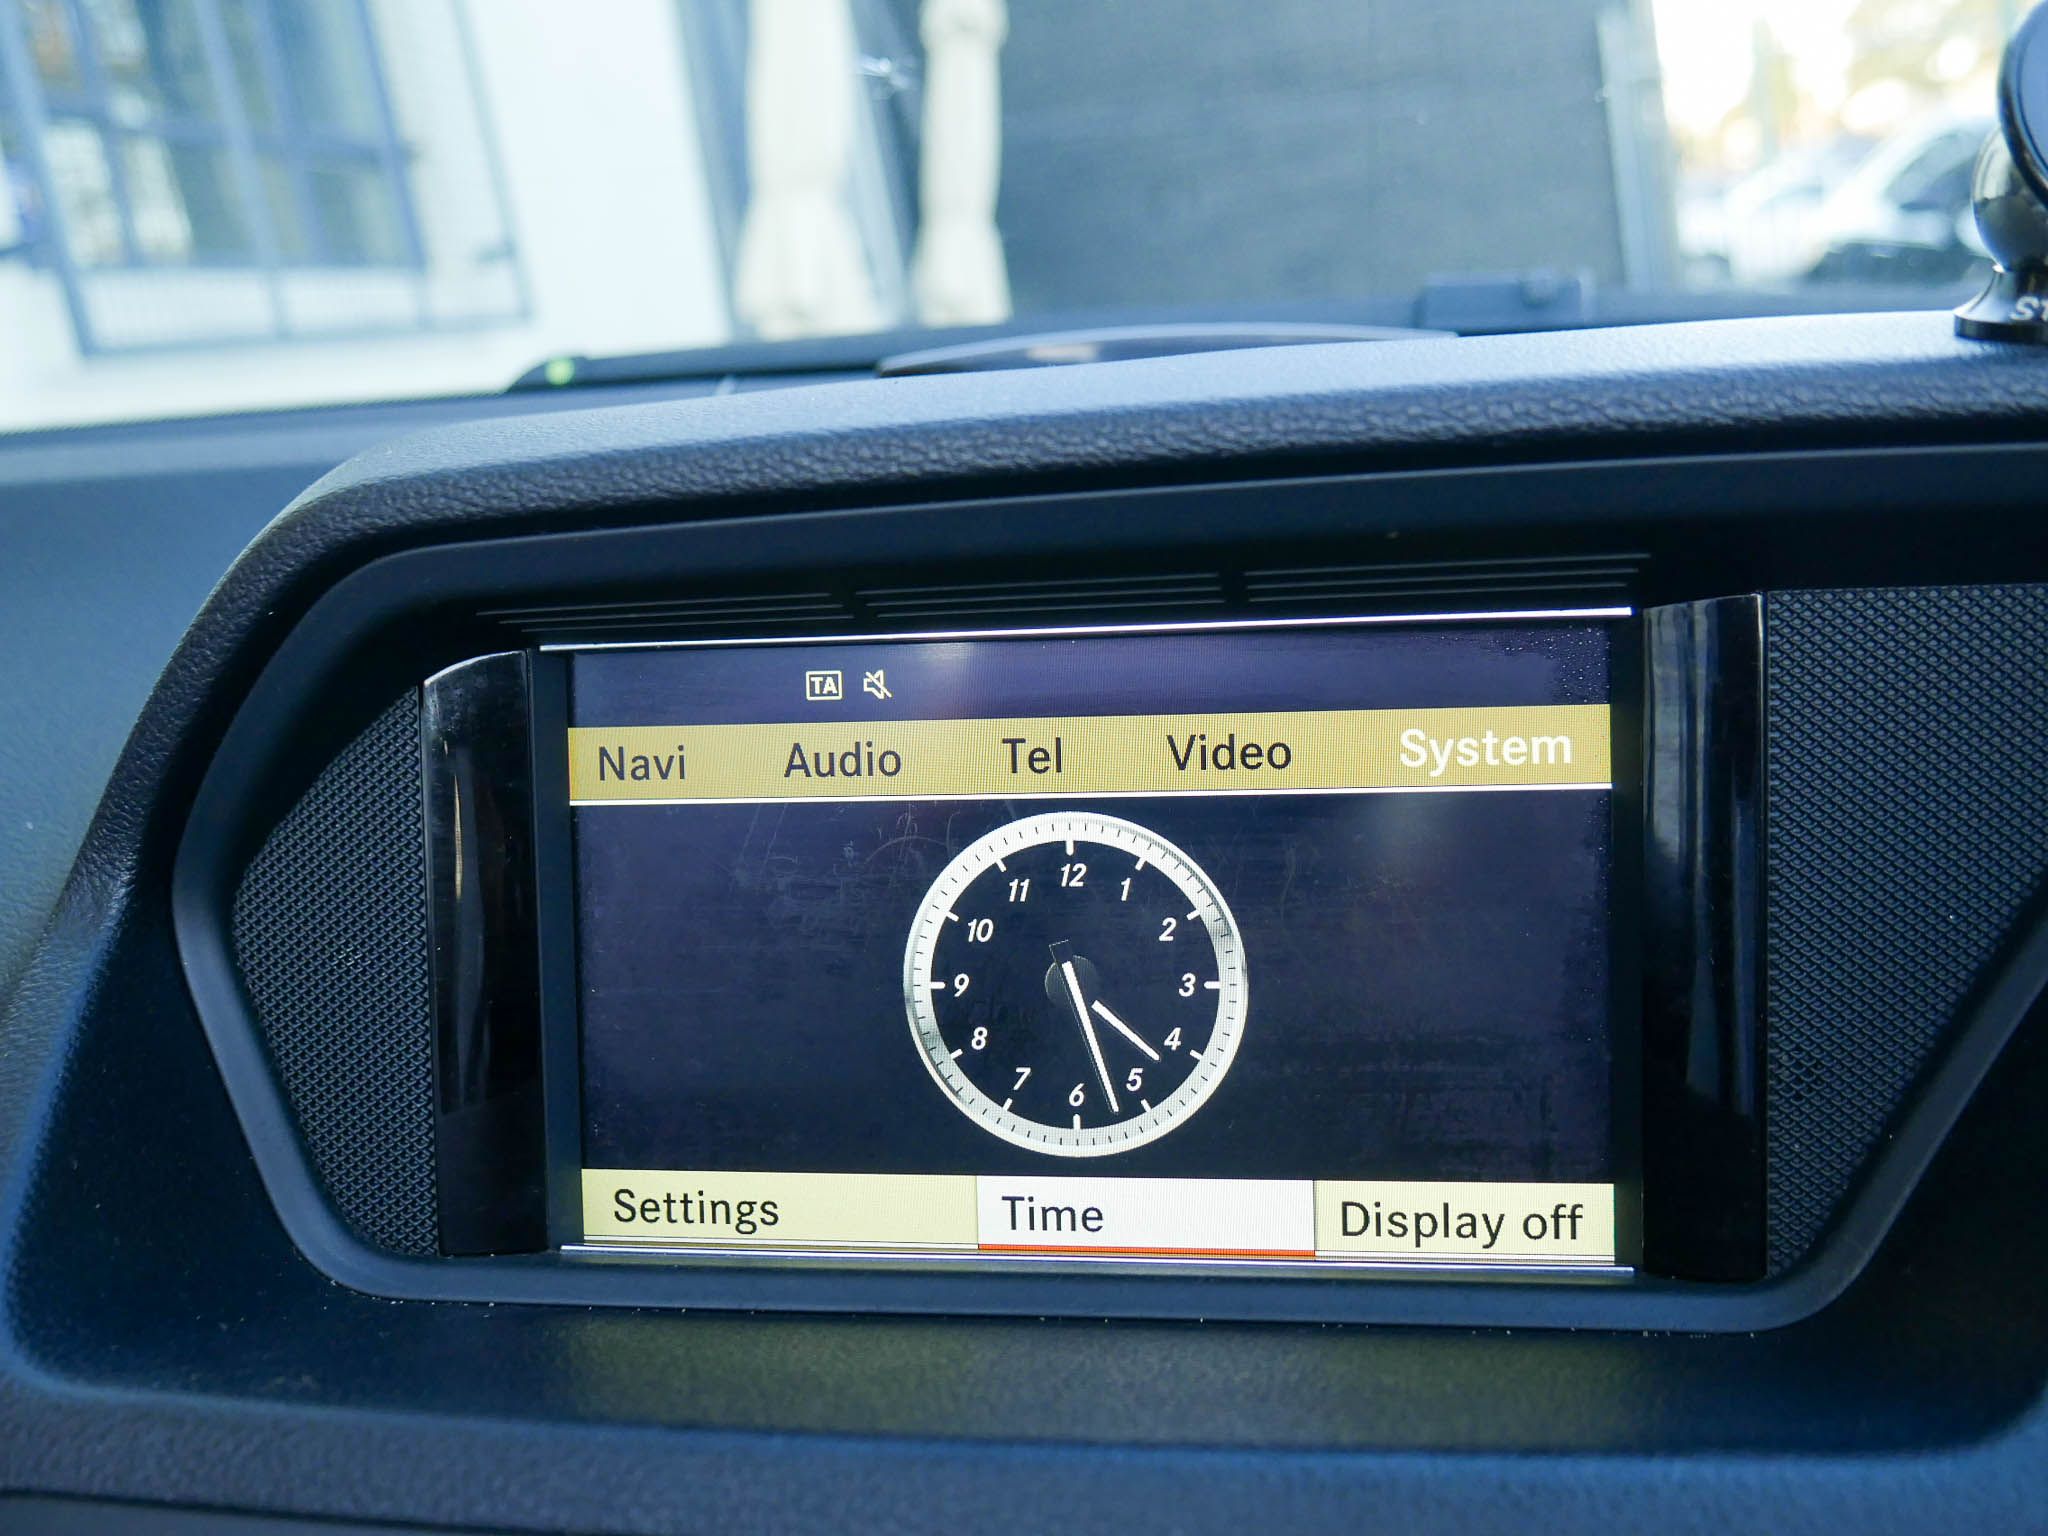 TA
Navi Audio Tel Video System
12
11 1
10 2
9 3
8 4
7 5
6
Settings Time Display off